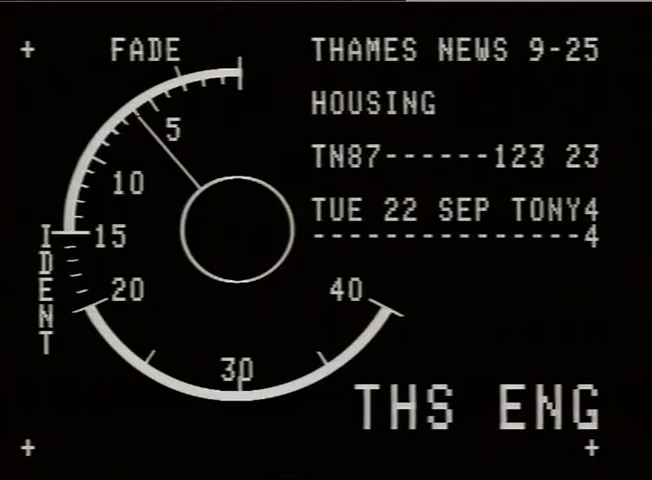 FADE
THAMES NEWS 9-25
HOUSING
TN87------123 23
TUE 22 SEP TONY4
---------------4
5
10
15
20
30
40
IDENT
THS ENG